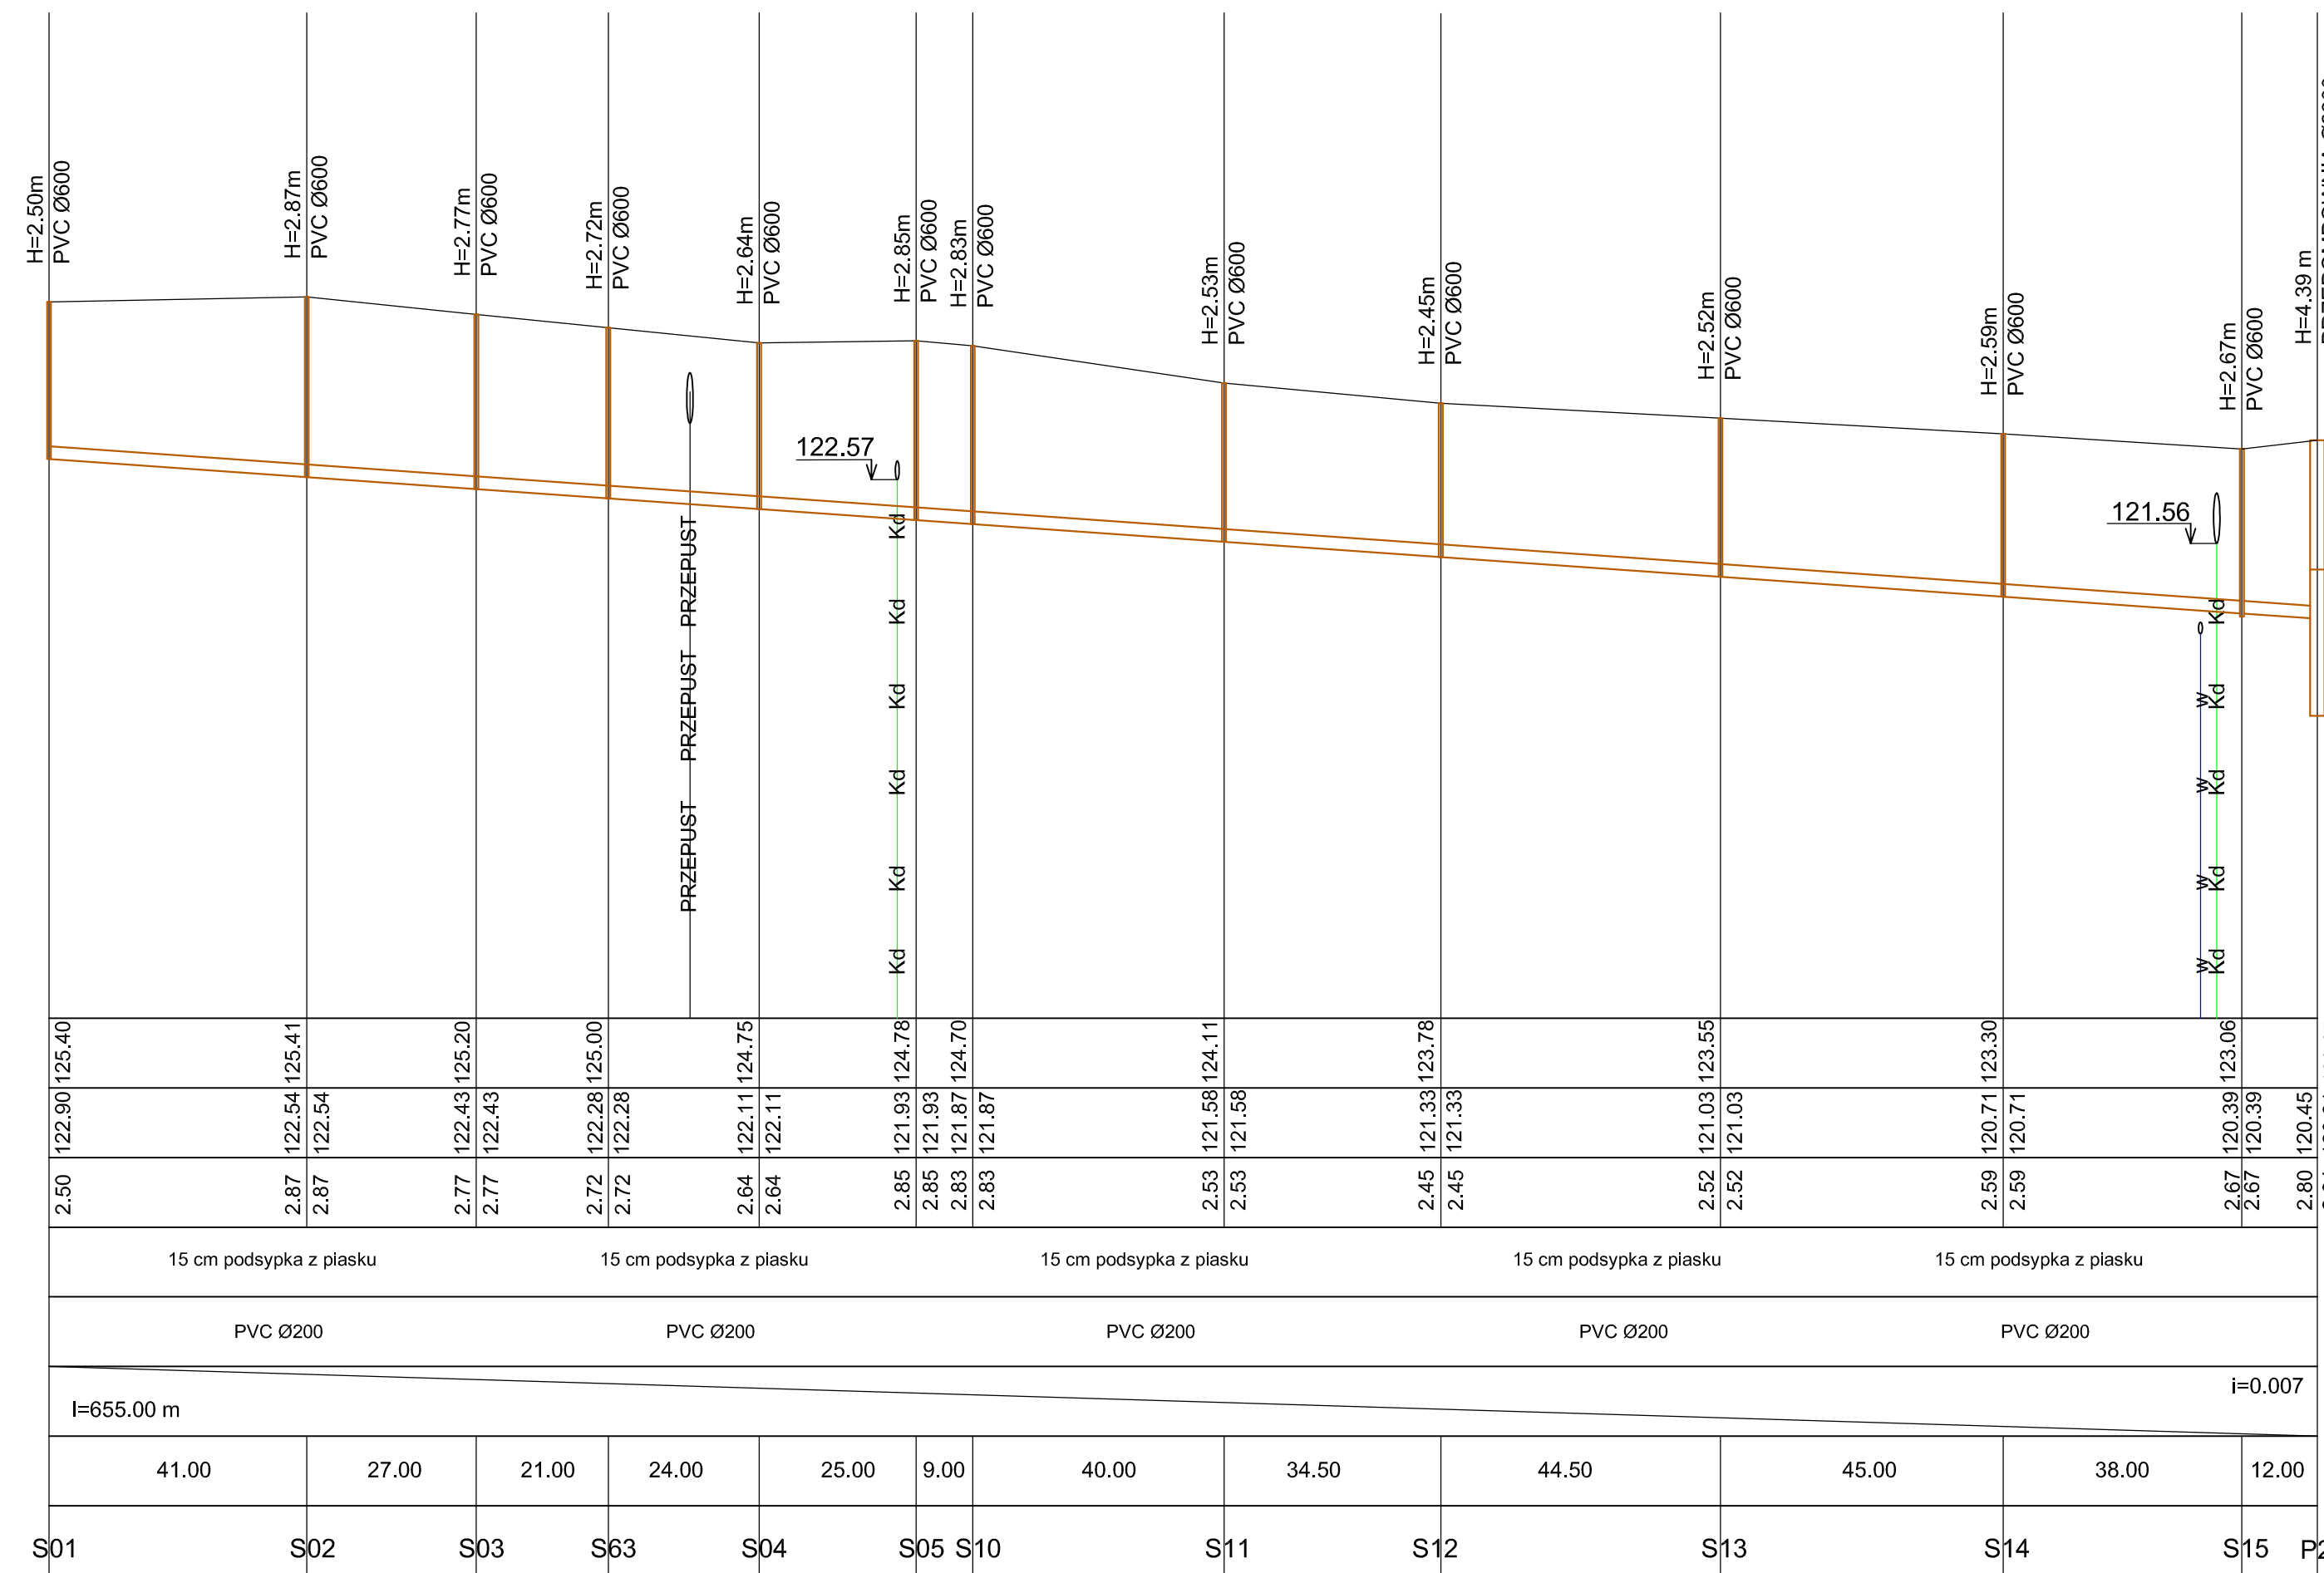 H=2.50m
PVC Ø600
H=2.87m
PVC Ø600
H=2.77m
PVC Ø600
H=2.72m
PVC Ø600
H=2.64m
PVC Ø600
H=2.85m
PVC Ø600
H=2.83m
PVC Ø600
H=2.53m
PVC Ø600
H=2.45m
PVC Ø600
H=2.52m
PVC Ø600
H=2.59m
PVC Ø600
H=2.67m
PVC Ø600
H=4.39 m
PRZEPUST PRZEPUST PRZEPUST
122.57
Kd Kd Kd Kd Kd Kd
121.56
W W W W
Kd Kd Kd Kd Kd
125.40 125.41 125.20 125.00 124.75 124.78 124.70 124.11 123.78 123.55 123.30 123.06
122.90 122.54 122.54 122.43 122.43 122.28 122.28 122.11 122.11 121.93 121.93 121.87 121.87 121.58 121.58 121.33 121.33 121.03 121.03 120.71 120.71 120.39 120.39 120.45
2.50 2.87 2.87 2.77 2.77 2.72 2.72 2.64 2.64 2.85 2.85 2.83 2.83 2.53 2.53 2.45 2.45 2.52 2.52 2.59 2.59 2.67 2.67 2.80
15 cm podsypka z piasku 15 cm podsypka z piasku 15 cm podsypka z piasku 15 cm podsypka z piasku 15 cm podsypka z piasku
PVC Ø200 PVC Ø200 PVC Ø200 PVC Ø200 PVC Ø200
i=0.007
l=655.00 m
41.00 27.00 21.00 24.00 25.00 9.00 40.00 34.50 44.50 45.00 38.00 12.00
S01 S02 S03 S63 S04 S05 S10 S11 S12 S13 S14 S15 P2